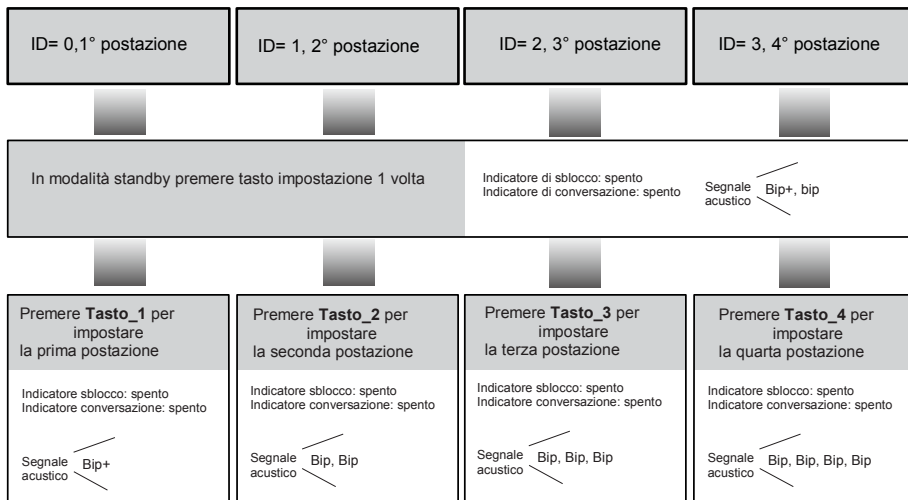 ID= 0,1° postazione
ID= 1, 2° postazione
ID= 2, 3° postazione
ID= 3, 4° postazione
In modalità standby premere tasto impostazione 1 volta
Indicatore di sblocco: spento
Indicatore di conversazione: spento
Segnale
acustico
Bip+, bip
Premere Tasto_1 per
impostare
la prima postazione
Indicatore sblocco: spento
Indicatore conversazione: spento
Segnale
acustico
Bip+
Premere Tasto_2 per
impostare
la seconda postazione
Indicatore sblocco: spento
Indicatore conversazione: spento
Segnale
acustico
Bip, Bip
Premere Tasto_3 per
impostare
la terza postazione
Indicatore sblocco: spento
Indicatore conversazione: spento
Segnale
acustico
Bip, Bip, Bip
Premere Tasto_4 per
impostare
la quarta postazione
Indicatore sblocco: spento
Indicatore conversazione: spento
Segnale
acustico
Bip, Bip, Bip, Bip